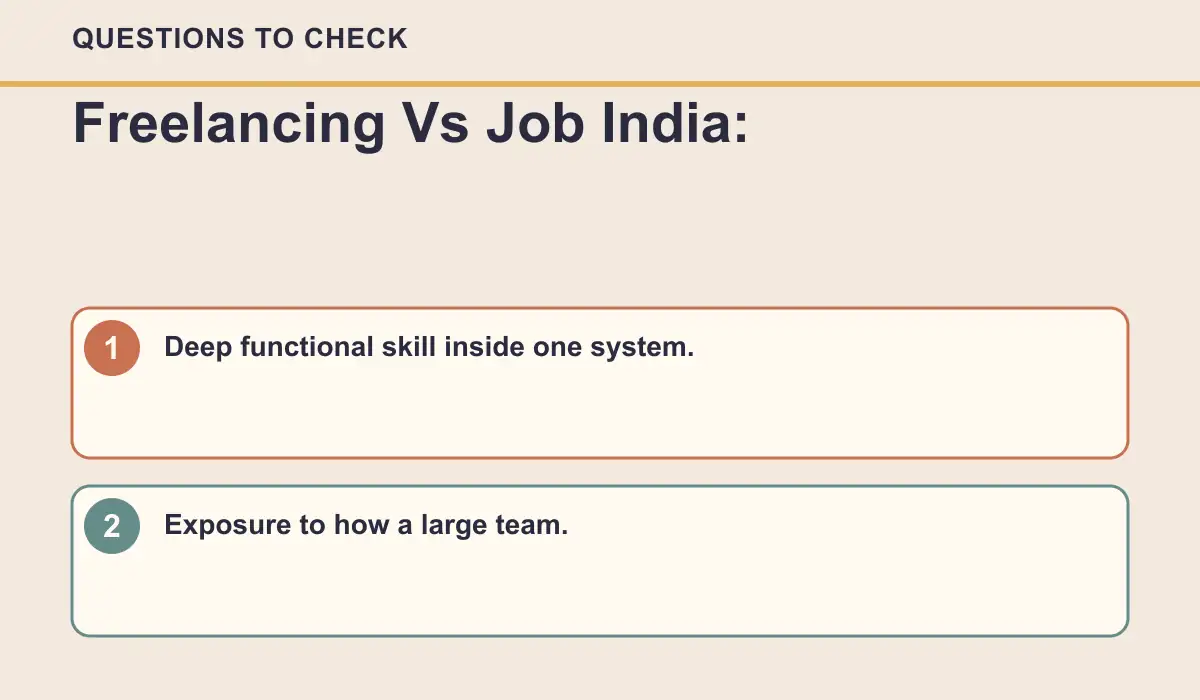 QUESTIONS TO CHECK
Freelancing Vs Job India:
1
Deep functional skill inside one system.
2
Exposure to how a large team.